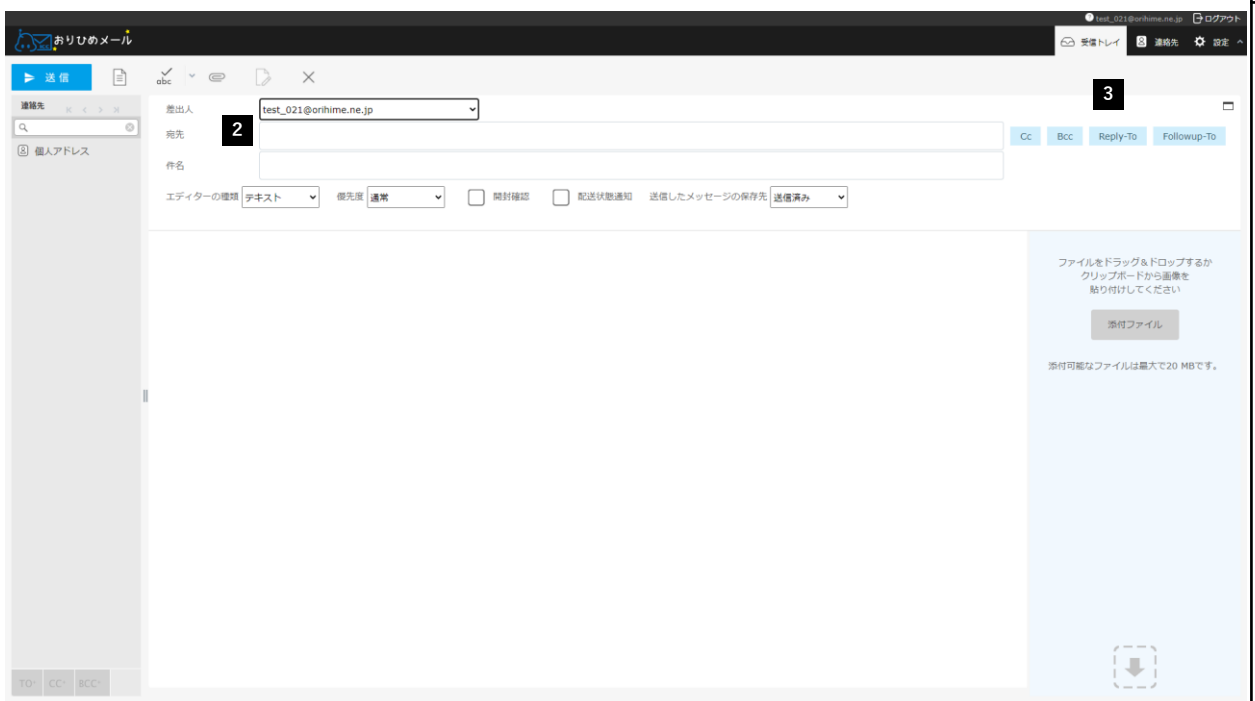 test_021@orihime.ne.jp ログアウト
おりひめメール
受信トレイ 連絡先 設定
送信
abc
連絡先
個人アドレス
TO+ CC+ BCC+
3
差出人 test_021@orihime.ne.jp
2
宛先 Cc Bcc Reply-To Followup-To
件名
エディターの種類 テキスト 優先度 通常 開封確認 配送状態通知 送信したメッセージの保存先 送信済み
ファイルをドラッグ&ドロップするか
クリップボードから画像を
貼り付けしてください
添付ファイル
添付可能なファイルは最大で20 MBです。